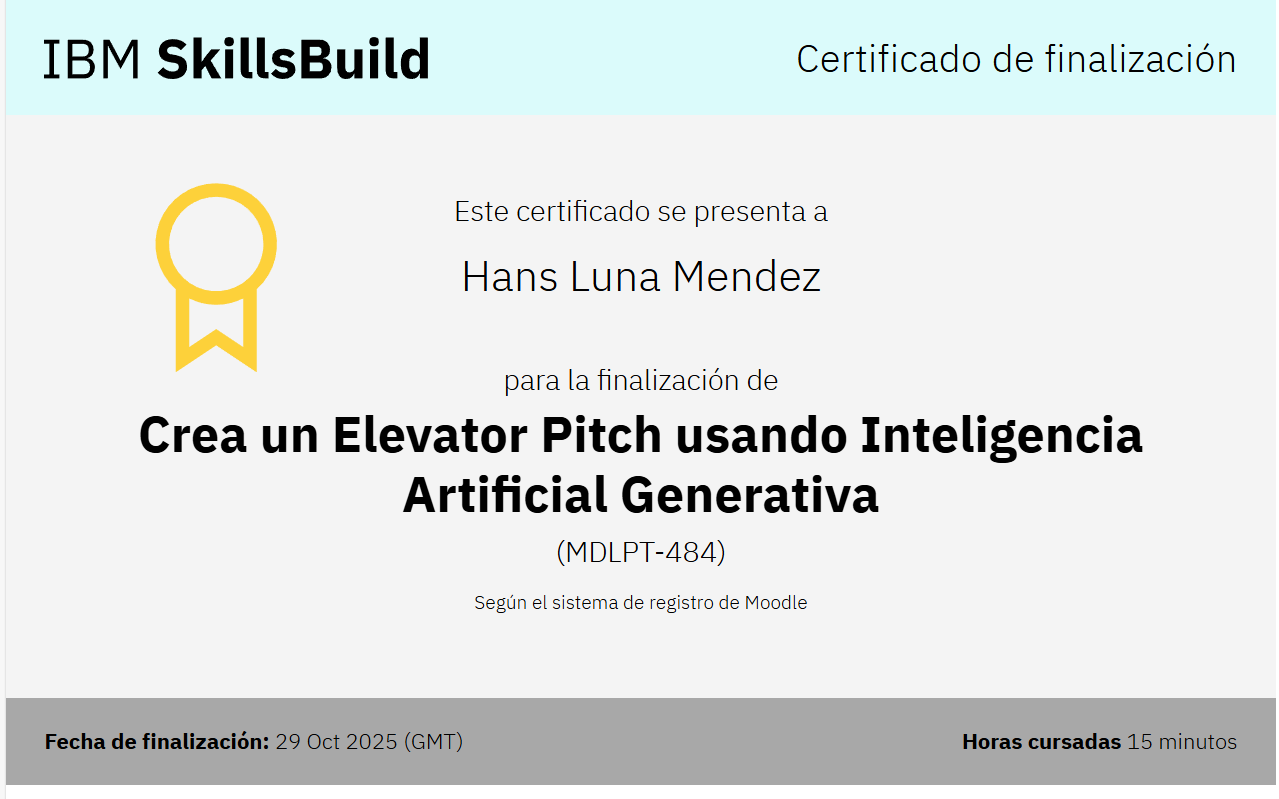 IBM SkillsBuild
Certificado de finalización
Este certificado se presenta a
Hans Luna Mendez
para la finalización de
Crea un Elevator Pitch usando Inteligencia
Artificial Generativa
(MDLPT-484)
Según el sistema de registro de Moodle
Fecha de finalización: 29 Oct 2025 (GMT)
Horas cursadas 15 minutos